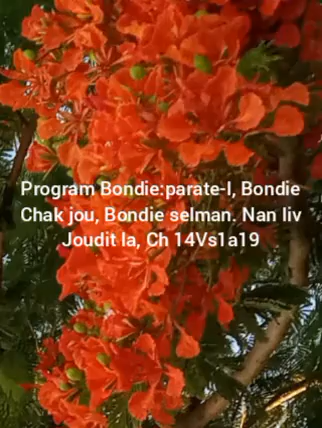 Program Bondie:parate-l, Bondie
Chak jou, Bondie selman. Nan liv
Joudit la, Ch 14Vs1a19